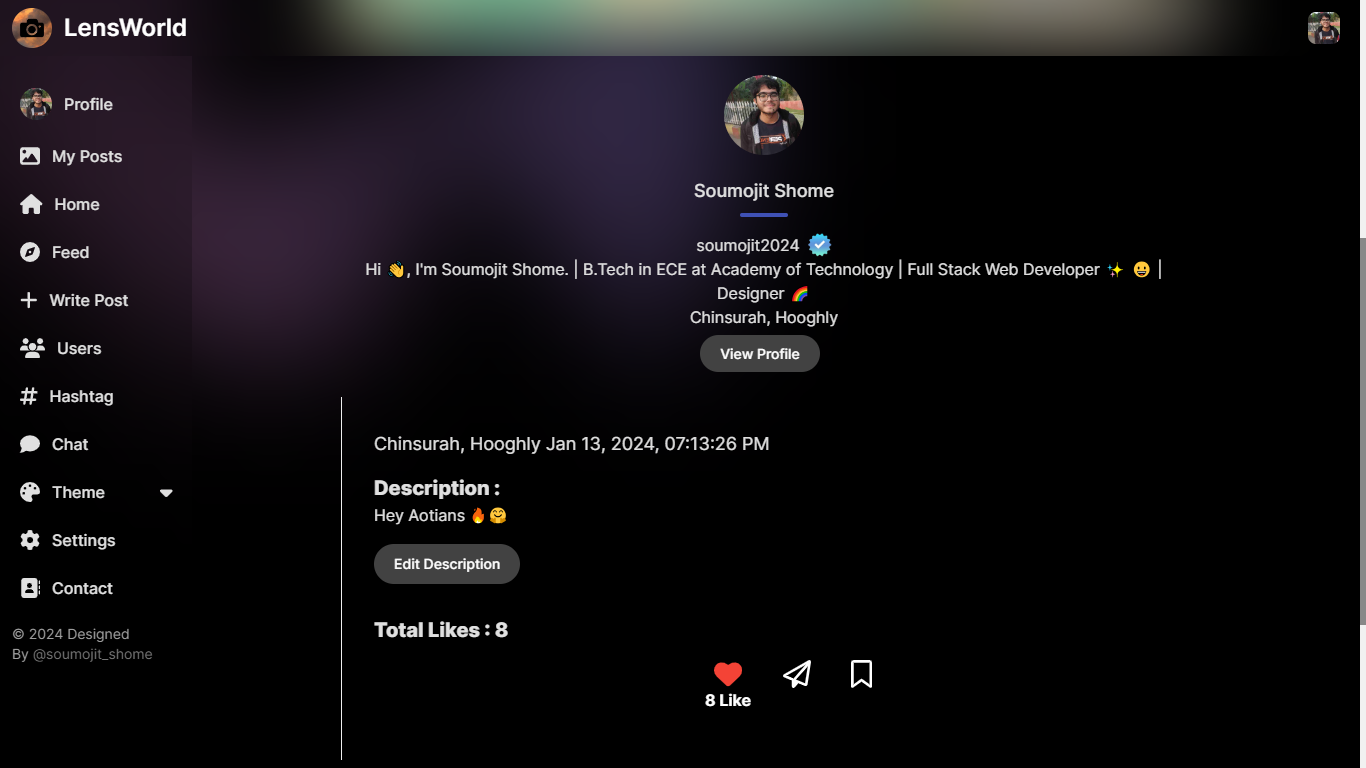 LensWorld
Profile
My Posts
Home
Feed
Write Post
Users
Hashtag
Chat
Theme
Settings
Contact
© 2024 Designed
By @soumojit_shome
Soumojit Shome
soumojit2024
Hi 👋, I'm Soumojit Shome. | B.Tech in ECE at Academy of Technology | Full Stack Web Developer ✨ 😀 |
Designer 🌈
Chinsurah, Hooghly
View Profile
Chinsurah, Hooghly Jan 13, 2024, 07:13:26 PM
Description :
Hey Aotians 🔥🤗
Edit Description
Total Likes : 8
8 Like